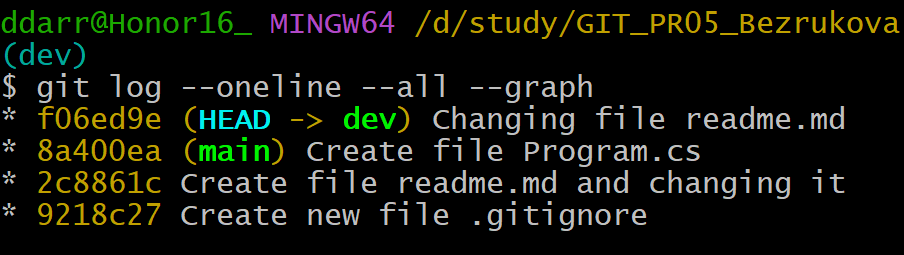 ddarr@Honor16_ MINGW64 /d/study/GIT_PR05_Bezrukova
(dev)
$ git log --oneline --all --graph
* f06ed9e (HEAD -> dev) Changing file readme.md
* 8a400ea (main) Create file Program.cs
* 2c8861c Create file readme.md and changing it
* 9218c27 Create new file .gitignore